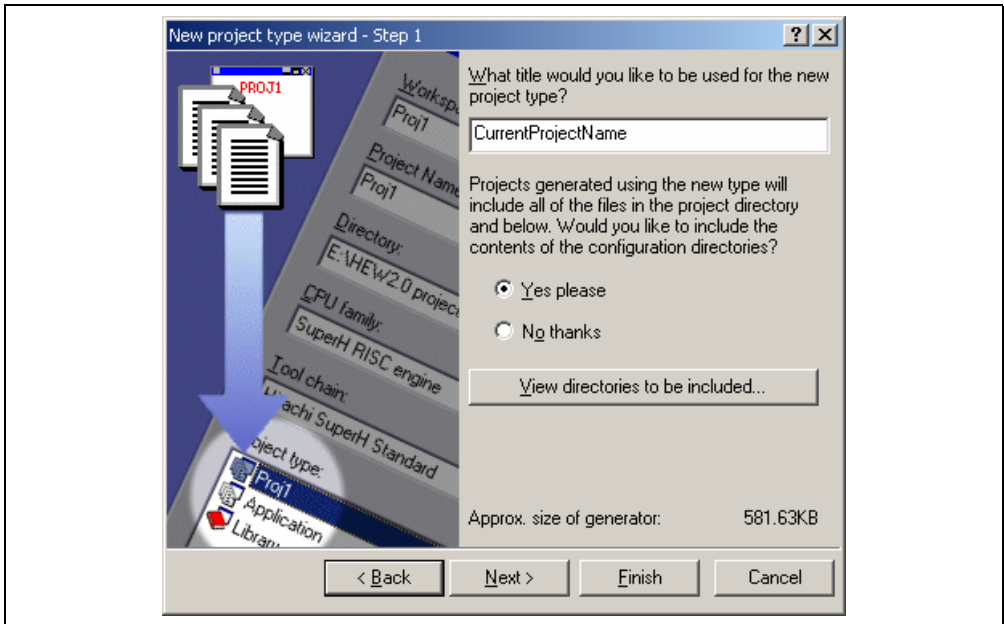 New project type wizard - Step 1
PROJ1
Proj1
Project Name
Proj1
Directory:
E:\HEW2.0
CPU family:
SuperH RISC engine
Tool chain:
Hitachi SuperH Standard
type:
Proj1
Application
Library
What title would you like to be used for the new
project type?
CurrentProjectName
Projects generated using the new type will
include all of the files in the project directory
and below. Would you like to include the
contents of the configuration directories?
Yes please
No thanks
View directories to be included...
Approx. size of generator: 581.63KB
< Back Next > Finish Cancel